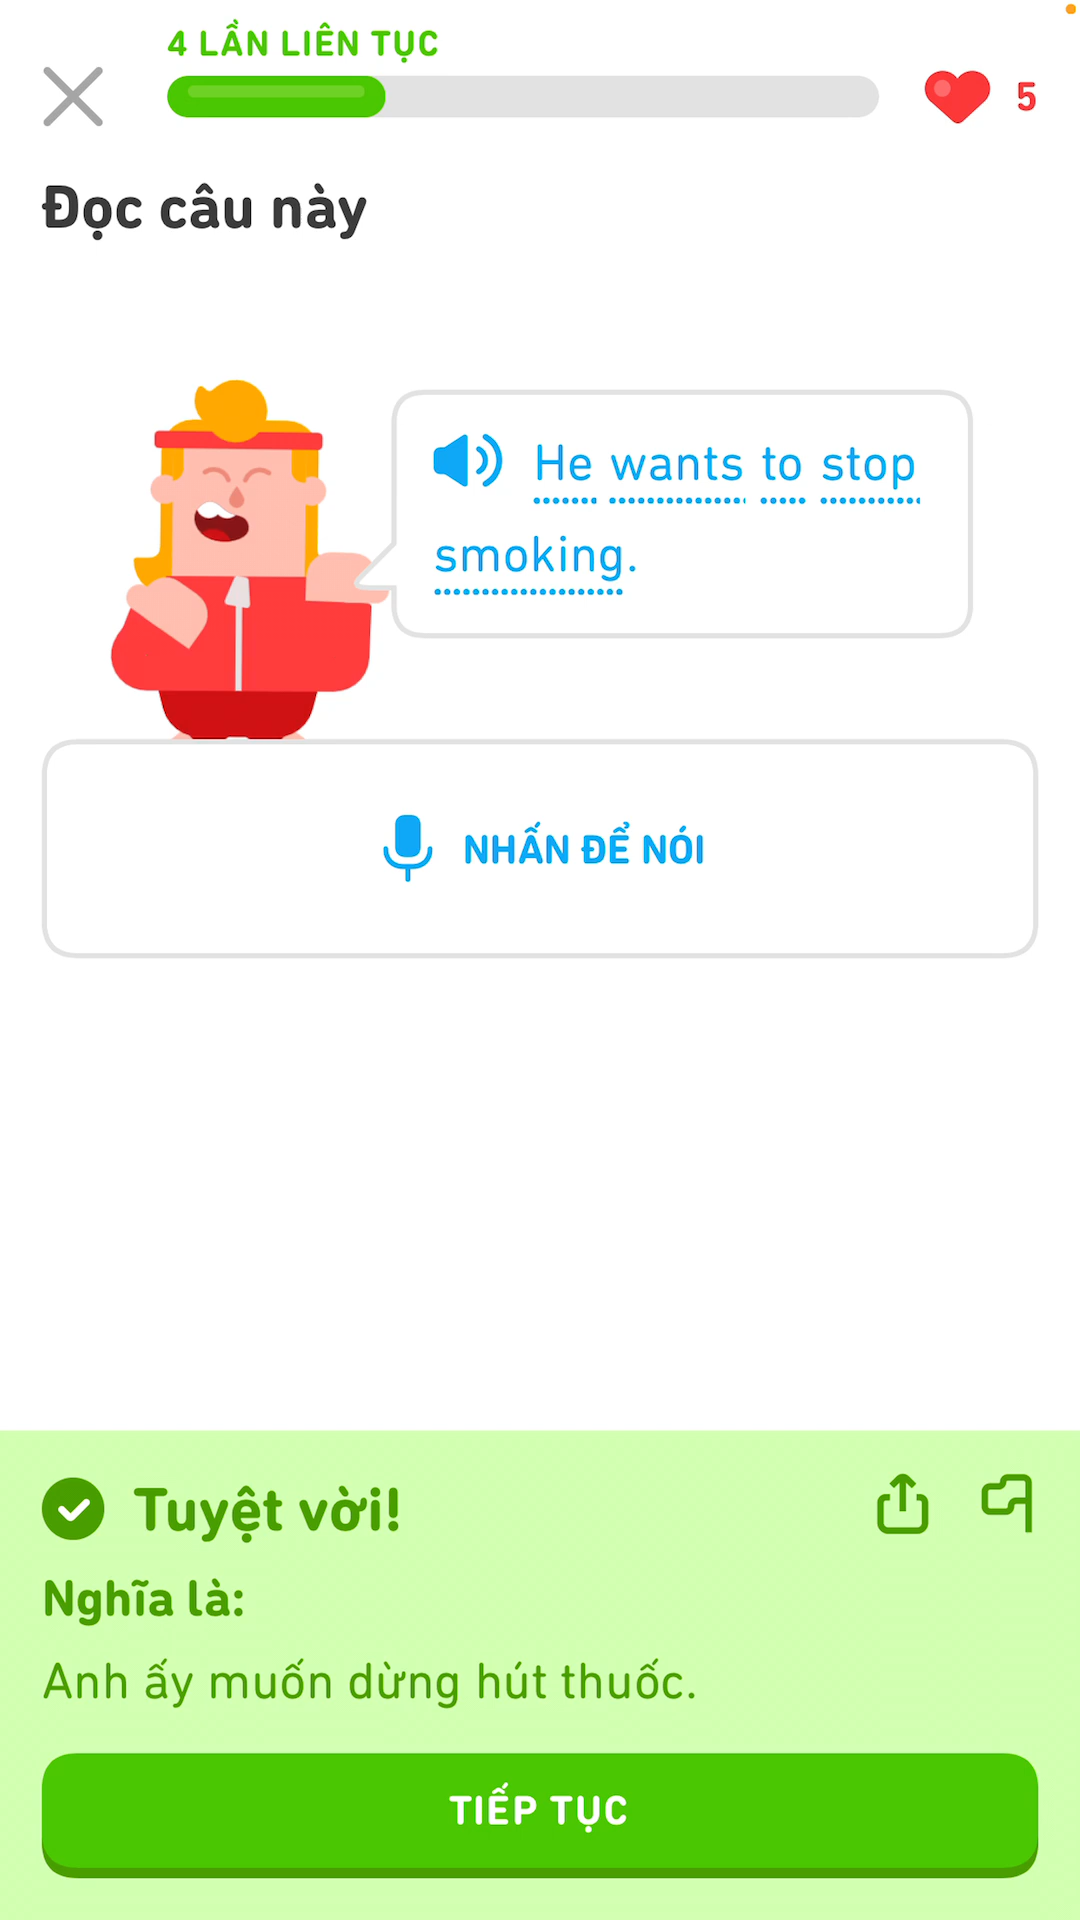 4 LẦN LIÊN TỤC
5
Đọc câu này
He wants to stop
smoking.
NHẤN ĐỂ NÓI
Tuyệt vời!
Nghĩa là:
Anh ấy muốn dừng hút thuốc.
TIẾP TỤC